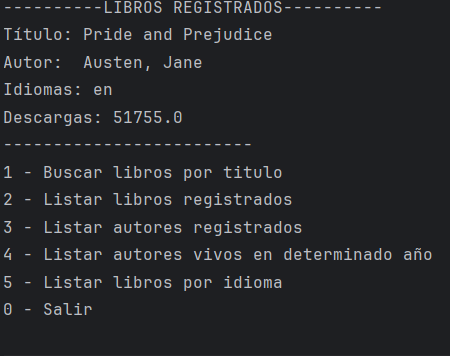 ----------LIBROS REGISTRADOS----------
Título: Pride and Prejudice
Autor:  Austen, Jane
Idiomas: en
Descargas: 51755.0
-------------------------
1 - Buscar libros por titulo
2 - Listar libros registrados
3 - Listar autores registrados
4 - Listar autores vivos en determinado año
5 - Listar libros por idioma
0 - Salir